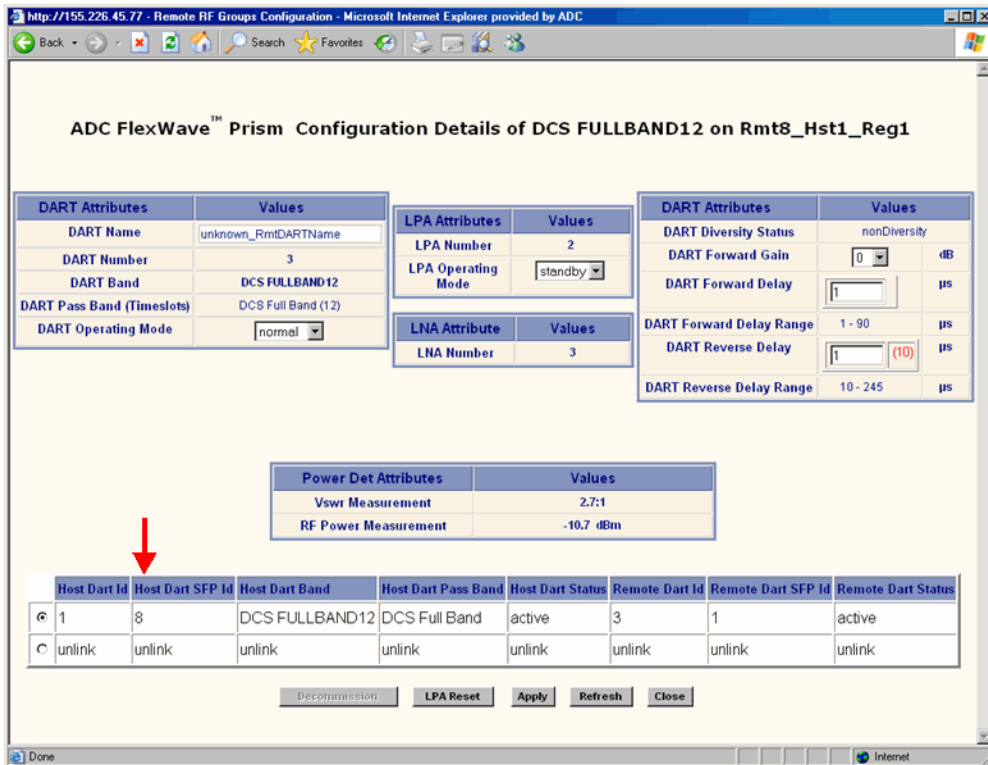 http://155.226.45.77 - Remote RF Groups Configuration - Microsoft Internet Explorer provided by ADC
Back Search Favorites
ADC FlexWave™ Prism Configuration Details of DCS FULLBAND12 on Rmt8_Hst1_Reg1
DART Attributes Values
DART Name unknown_RmtDARTName
DART Number 3
DART Band DCS FULLBAND12
DART Pass Band (Timeslots) DCS Full Band (12)
DART Operating Mode normal
LPA Attributes Values
LPA Number 2
LPA Operating Mode standby
LNA Attribute Values
LNA Number 3
DART Attributes Values
DART Diversity Status nonDiversity
DART Forward Gain 0 dB
DART Forward Delay 1 µs
DART Forward Delay Range 1 - 90 µs
DART Reverse Delay 1 (10) µs
DART Reverse Delay Range 10 - 245 µs
Power Det Attributes Values
Vswr Measurement 2.7:1
RF Power Measurement -10.7 dBm
Host Dart Id Host Dart SFP Id Host Dart Band Host Dart Pass Band Host Dart Status Remote Dart Id Remote Dart SFP Id Remote Dart Status
1 8 DCS FULLBAND12 DCS Full Band active 3 1 active
unlink unlink unlink unlink unlink unlink unlink unlink
Decommission LPA Reset Apply Refresh Close
Done Internet